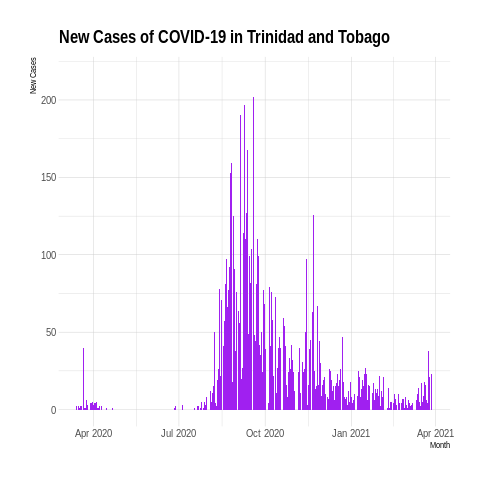 New Cases of COVID-19 in Trinidad and Tobago
New Cases
200
150
100
50
0
Apr 2020
Jul 2020
Oct 2020
Jan 2021
Apr 2021
Month